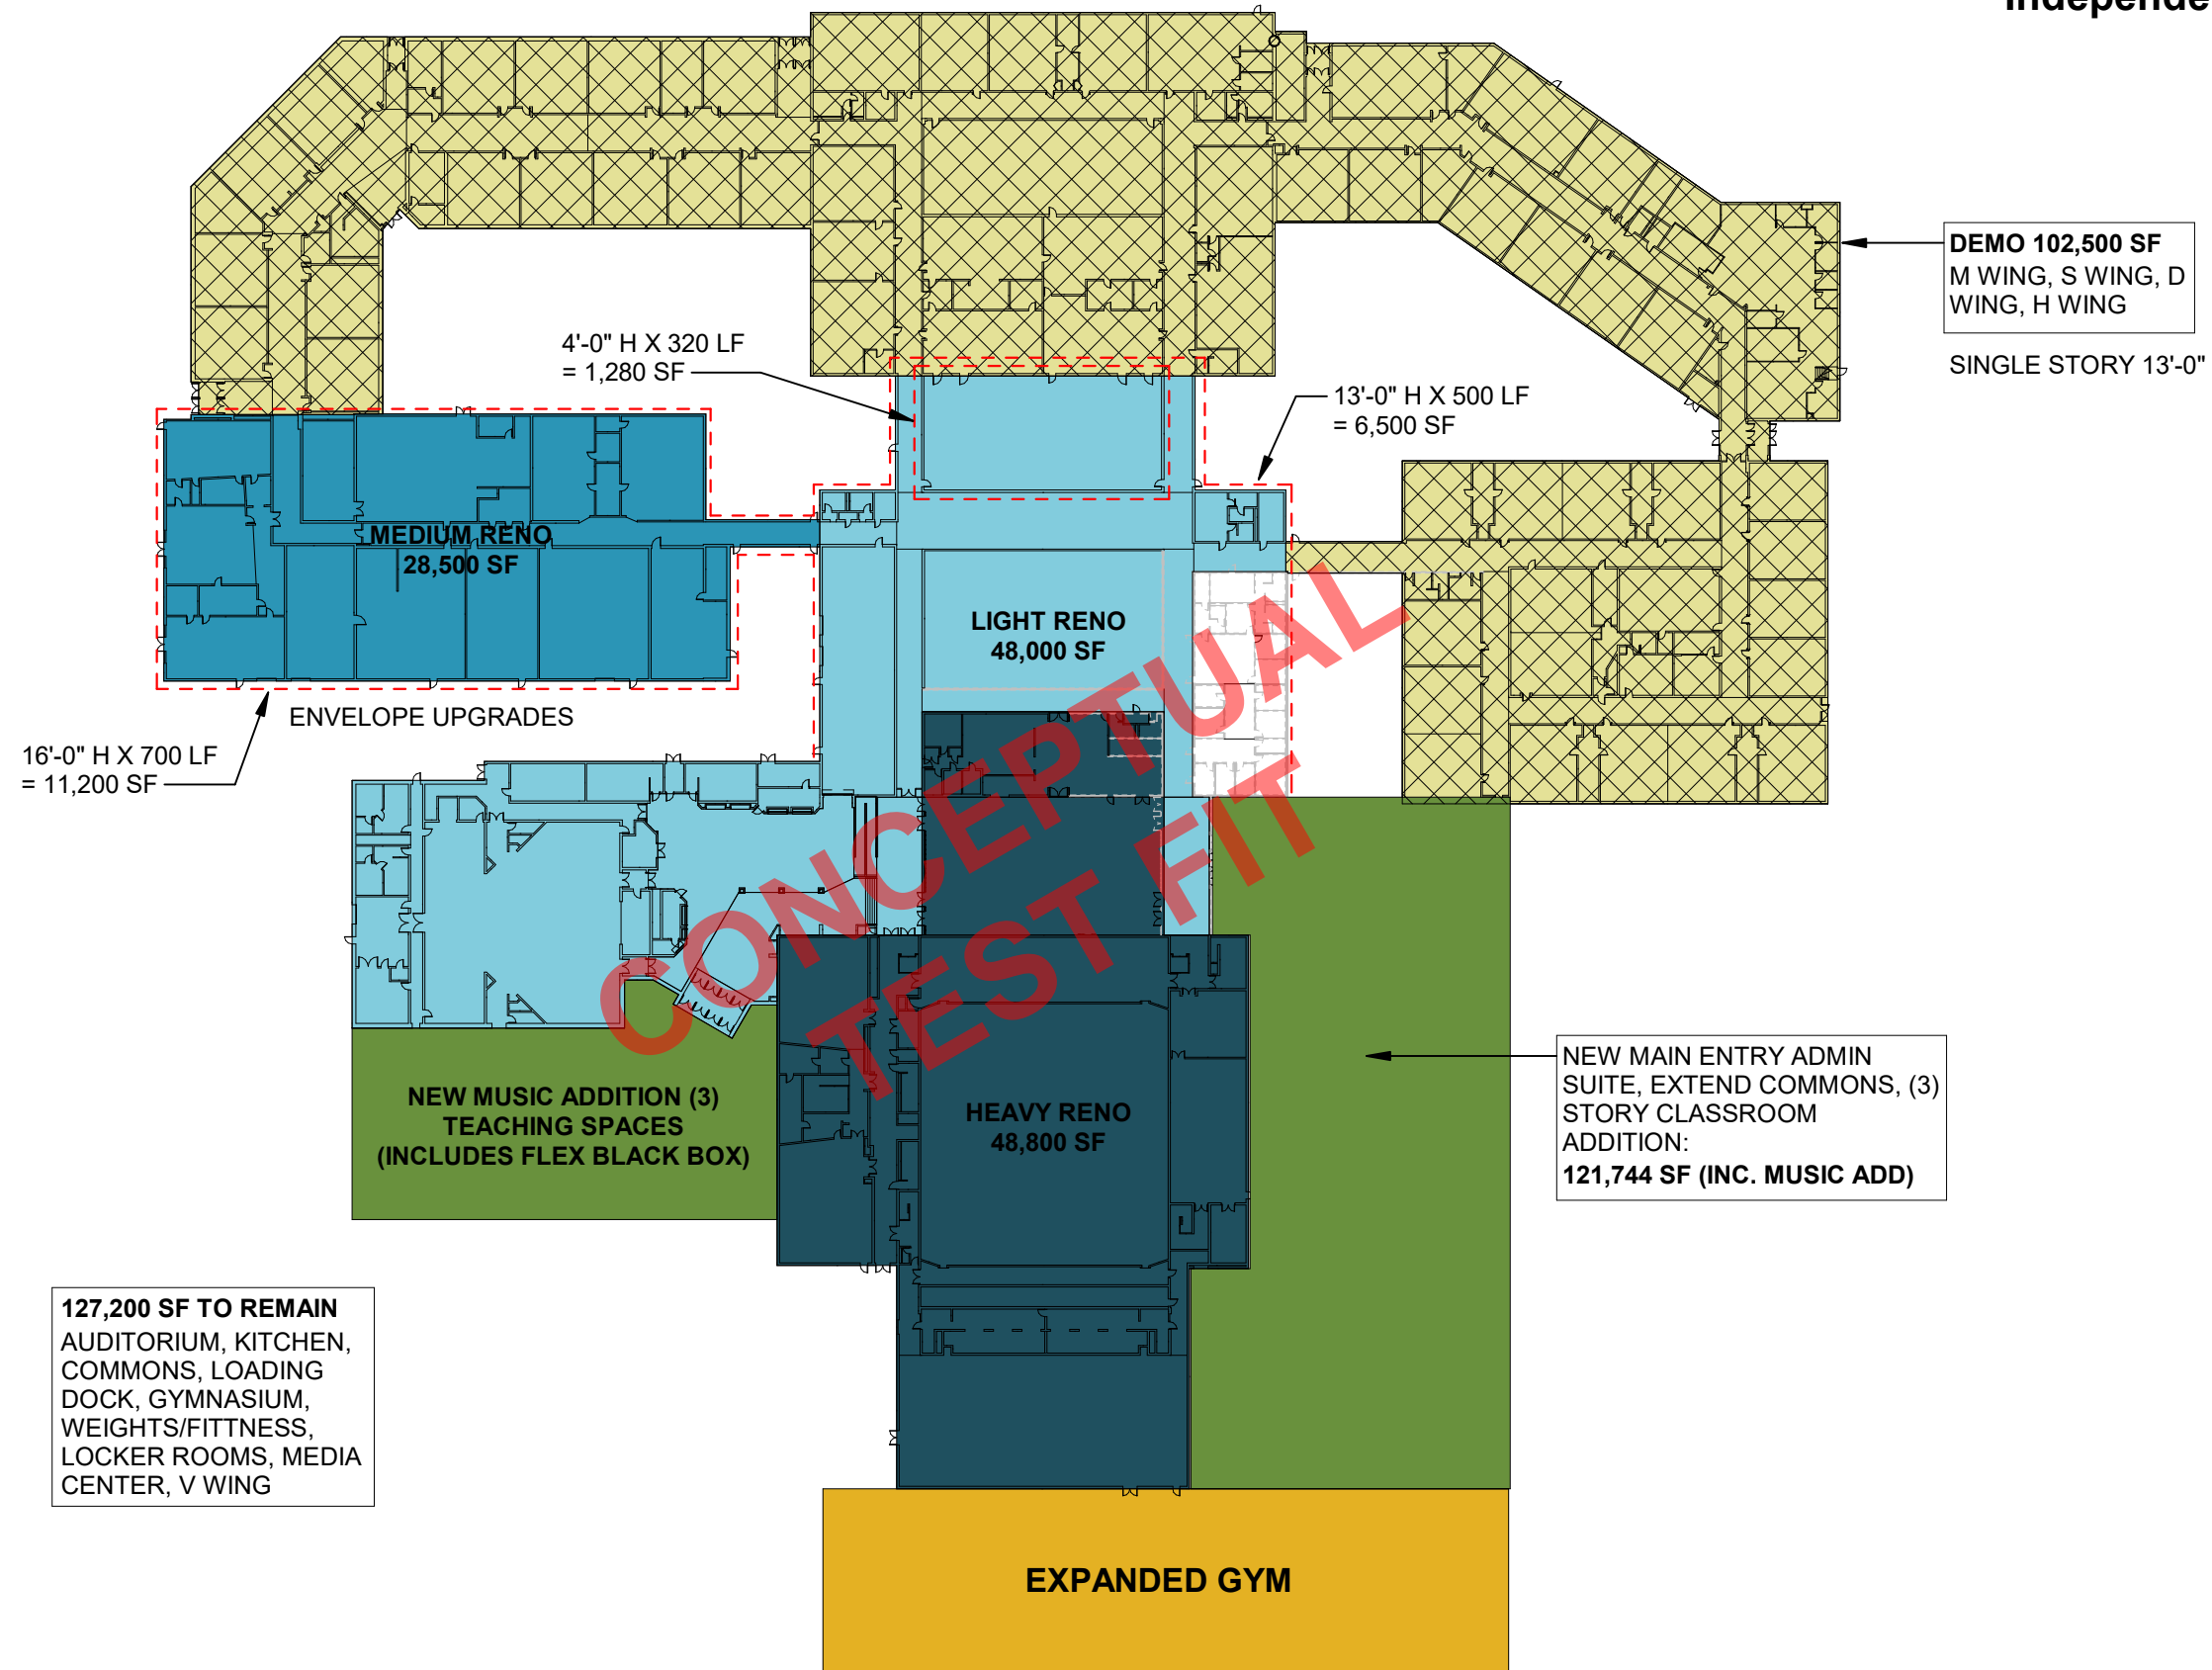 DEMO 102,500 SF
M WING, S WING, D
WING, H WING
SINGLE STORY 13'-0"
4'-0" H X 320 LF
= 1,280 SF
13'-0" H X 500 LF
= 6,500 SF
MEDIUM RENO
28,500 SF
LIGHT RENO
48,000 SF
ENVELOPE UPGRADES
16'-0" H X 700 LF
= 11,200 SF
CONCEPTUAL
TEST FIT
NEW MUSIC ADDITION (3)
TEACHING SPACES
(INCLUDES FLEX BLACK BOX)
HEAVY RENO
48,800 SF
NEW MAIN ENTRY ADMIN
SUITE, EXTEND COMMONS, (3)
STORY CLASSROOM
ADDITION:
121,744 SF (INC. MUSIC ADD)
127,200 SF TO REMAIN
AUDITORIUM, KITCHEN,
COMMONS, LOADING
DOCK, GYMNASIUM,
WEIGHTS/FITTNESS,
LOCKER ROOMS, MEDIA
CENTER, V WING
EXPANDED GYM